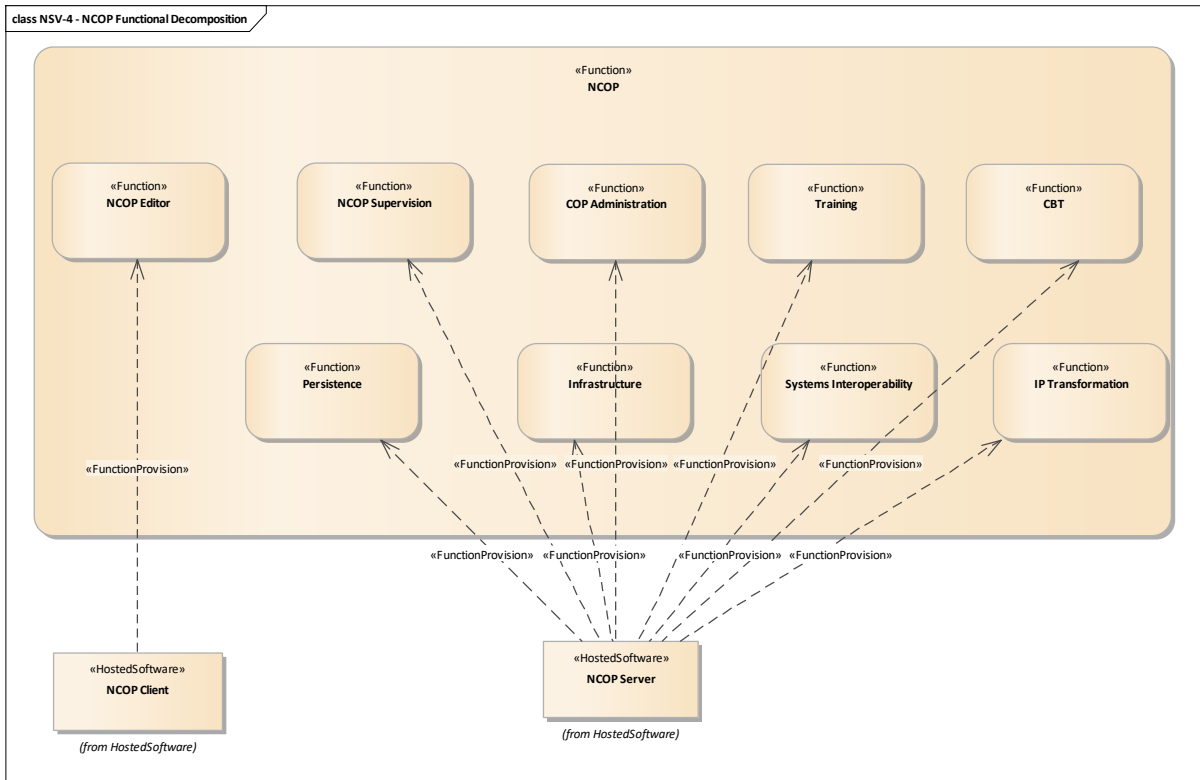 class NSV-4 - NCOP Functional Decomposition
«Function»
NCOP
«Function»
NCOP Editor
«Function»
NCOP Supervision
«Function»
COP Administration
«Function»
Training
«Function»
CBT
«Function»
Persistence
«Function»
Infrastructure
«Function»
Systems Interoperability
«Function»
IP Transformation
«FunctionProvision»
«FunctionProvision»
«FunctionProvision»
«FunctionProvision»
«FunctionProvision»
«FunctionProvision»
«FunctionProvision»
«FunctionProvision»
«FunctionProvision»
«HostedSoftware»
NCOP Client
(from HostedSoftware)
«HostedSoftware»
NCOP Server
(from HostedSoftware)